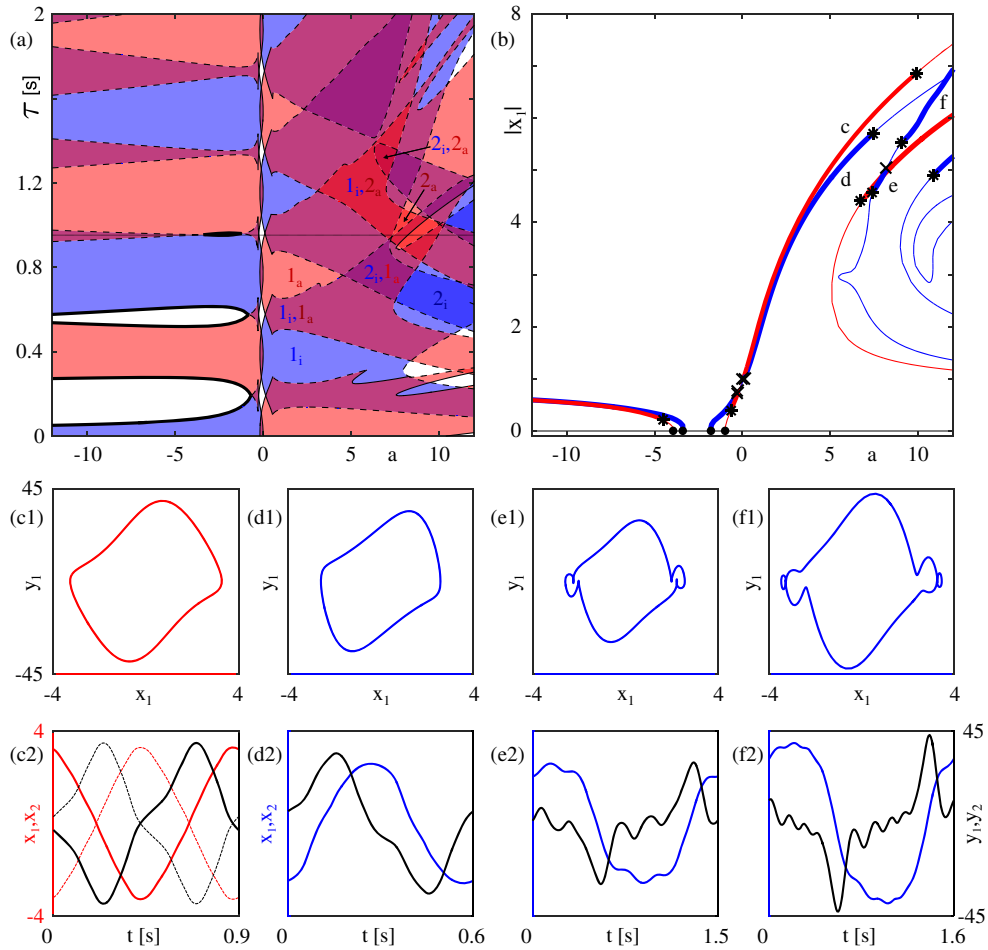 (a)
τ [s]
2
1.2
0.4
0
-10
-5
0
5
a
10
2i,2a
1i,2a
2a
1a
2i,1a
2i
1i,1a
1i
(b)
|x1|
8
6
4
2
0
-10
-5
0
5
a
10
c
d
e
f
(c1)
45
y1
-45
-4
x1
4
(d1)
y1
-4
x1
4
(e1)
y1
-4
x1
4
(f1)
y1
-4
x1
4
(c2)
4
x1,x2
-4
0
t [s]
0.9
(d2)
x1,x2
0
t [s]
0.6
(e2)
0
t [s]
1.5
(f2)
45
y1,y2
-45
0
t [s]
1.6